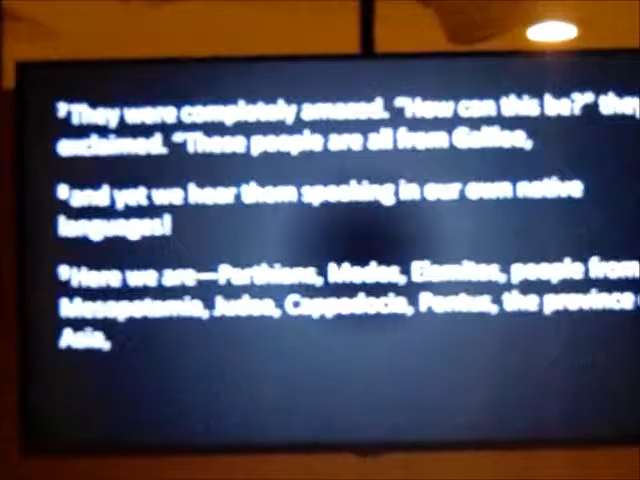 ⁷They were completely amazed. "How can this be?" they
exclaimed. "These people are all from Galilee,
⁸and yet we hear them speaking in our own native
languages!
⁹Here we are—Parthians, Medes, Elamites, people from
Mesopotamia, Judea, Cappadocia, Pontus, the province
Asia,